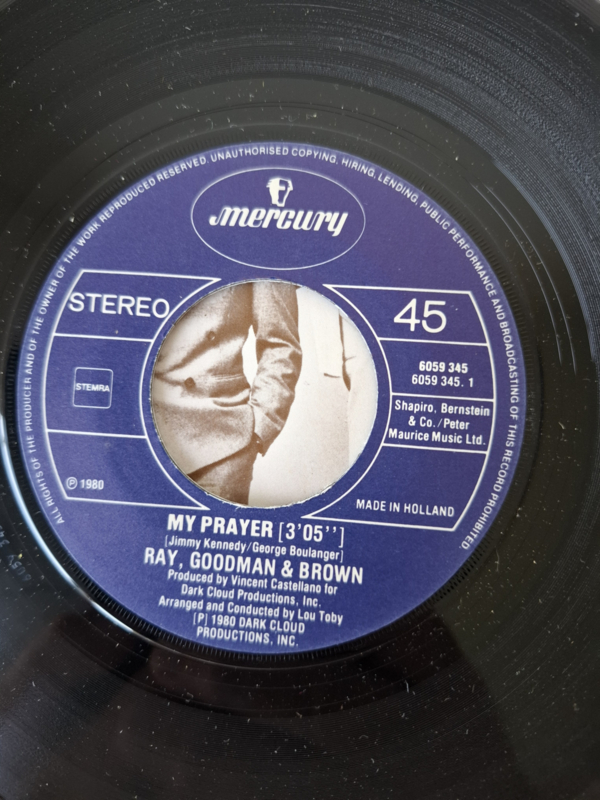 ALL RIGHTS OF THE PRODUCER AND OF THE OWNER OF THE WORK REPRODUCED RESERVED. UNAUTHORISED COPYING, HIRING, LENDING, PUBLIC PERFORMANCE AND BROADCASTING OF THIS RECORD PROHIBITED.
mercury
STEREO
45
6059 345
6059 345. 1
STEMRA
Shapiro, Bernstein
& Co./Peter
Maurice Music Ltd.
Ⓟ 1980
MADE IN HOLLAND
MY PRAYER [3'05'']
[Jimmy Kennedy/George Boulanger]
RAY, GOODMAN & BROWN
Produced by Vincent Castellano for
Dark Cloud Productions, Inc.
Arranged and Conducted by Lou Toby
[P] 1980 DARK CLOUD
PRODUCTIONS, INC.